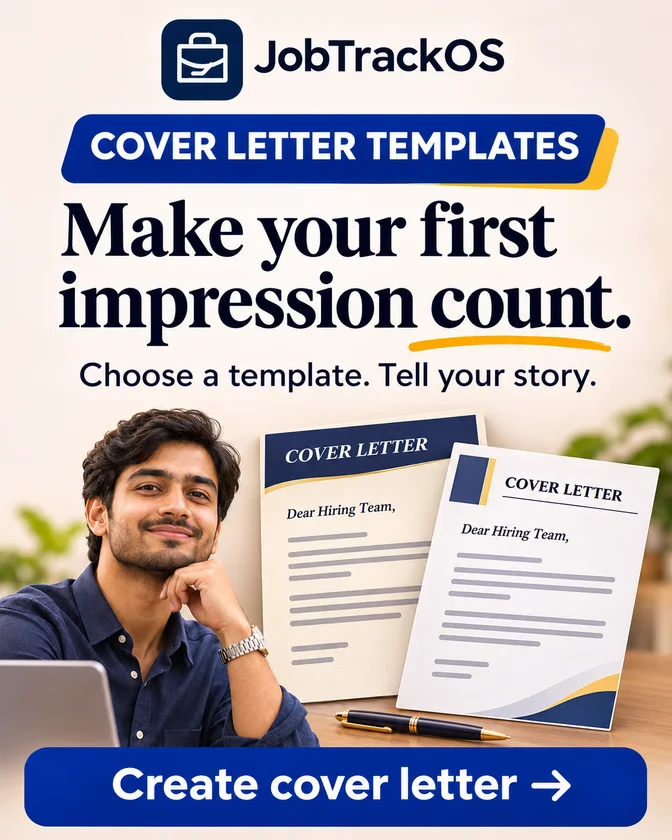 JobTrackOS
COVER LETTER TEMPLATES
Make your first
impression count.
Choose a template. Tell your story.
COVER LETTER
Dear Hiring Team,
COVER LETTER
Dear Hiring Team,
Create cover letter →